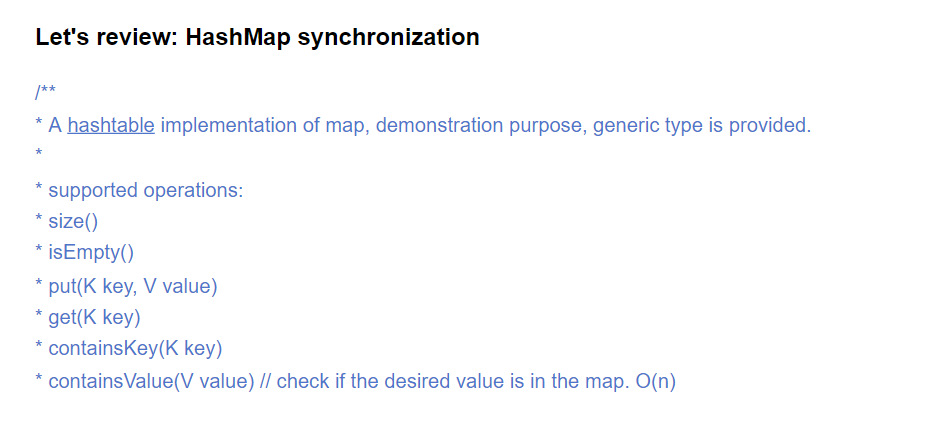 Let's review: HashMap synchronization
/**
* A hashtable implementation of map, demonstration purpose, generic type is provided.
*
* supported operations:
* size()
* isEmpty()
* put(K key, V value)
* get(K key)
* containsKey(K key)
* containsValue(V value) // check if the desired value is in the map. O(n)